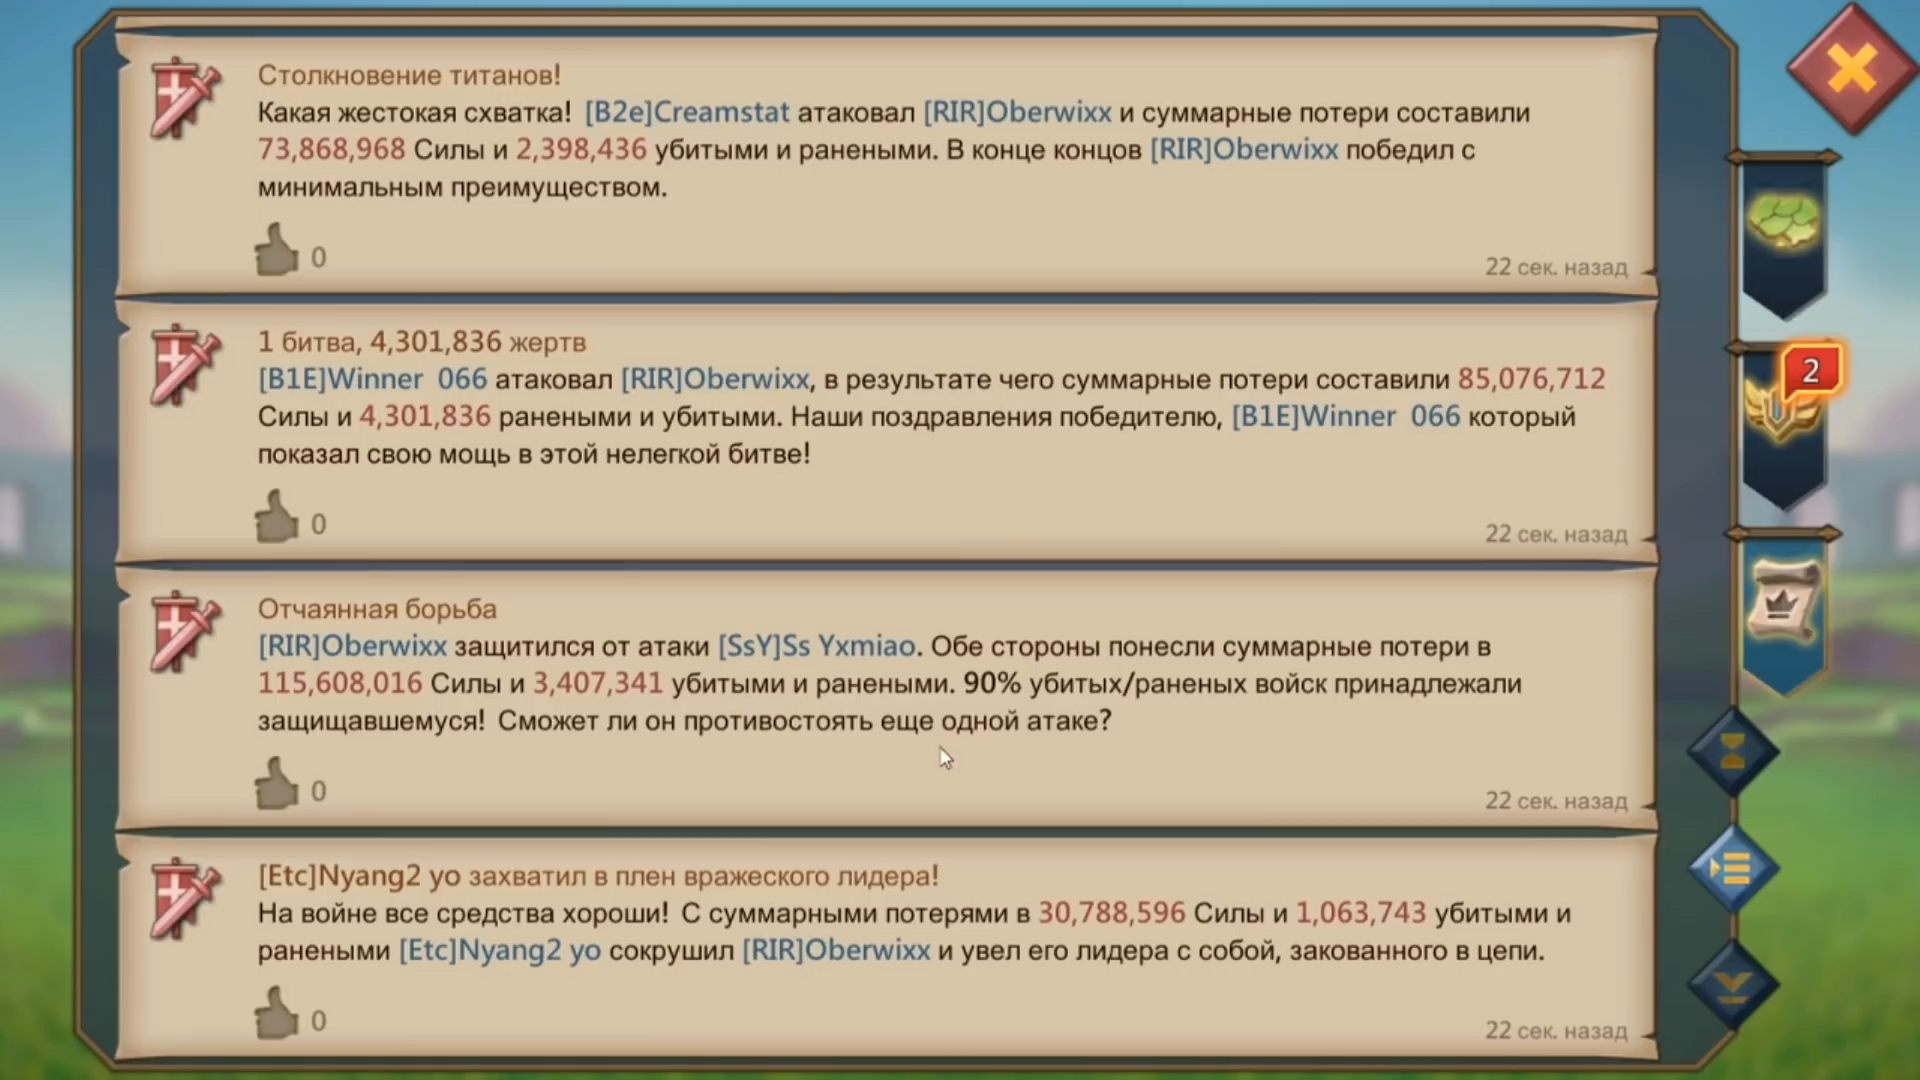 Столкновение титанов!
Какая жестокая схватка! [B2e]Creamstat атаковал [RIR]Oberwixx и суммарные потери составили
73,868,968 Силы и 2,398,436 убитыми и ранеными. В конце концов [RIR]Oberwixx победил с
минимальным преимуществом.
0
22 сек. назад
1 битва, 4,301,836 жертв
[B1E]Winner 066 атаковал [RIR]Oberwixx, в результате чего суммарные потери составили 85,076,712
Силы и 4,301,836 ранеными и убитыми. Наши поздравления победителю, [B1E]Winner 066 который
показал свою мощь в этой нелегкой битве!
0
22 сек. назад
2
Отчаянная борьба
[RIR]Oberwixx защитился от атаки [SsY]Ss Yxmiao. Обе стороны понесли суммарные потери в
115,608,016 Силы и 3,407,341 убитыми и ранеными. 90% убитых/раненых войск принадлежали
защищавшемуся! Сможет ли он противостоять еще одной атаке?
0
22 сек. назад
[Etc]Nyang2 yo захватил в плен вражеского лидера!
На войне все средства хороши! С суммарными потерями в 30,788,596 Силы и 1,063,743 убитыми и
ранеными [Etc]Nyang2 yo сокрушил [RIR]Oberwixx и увел его лидера с собой, закованного в цепи.
0
22 сек. назад